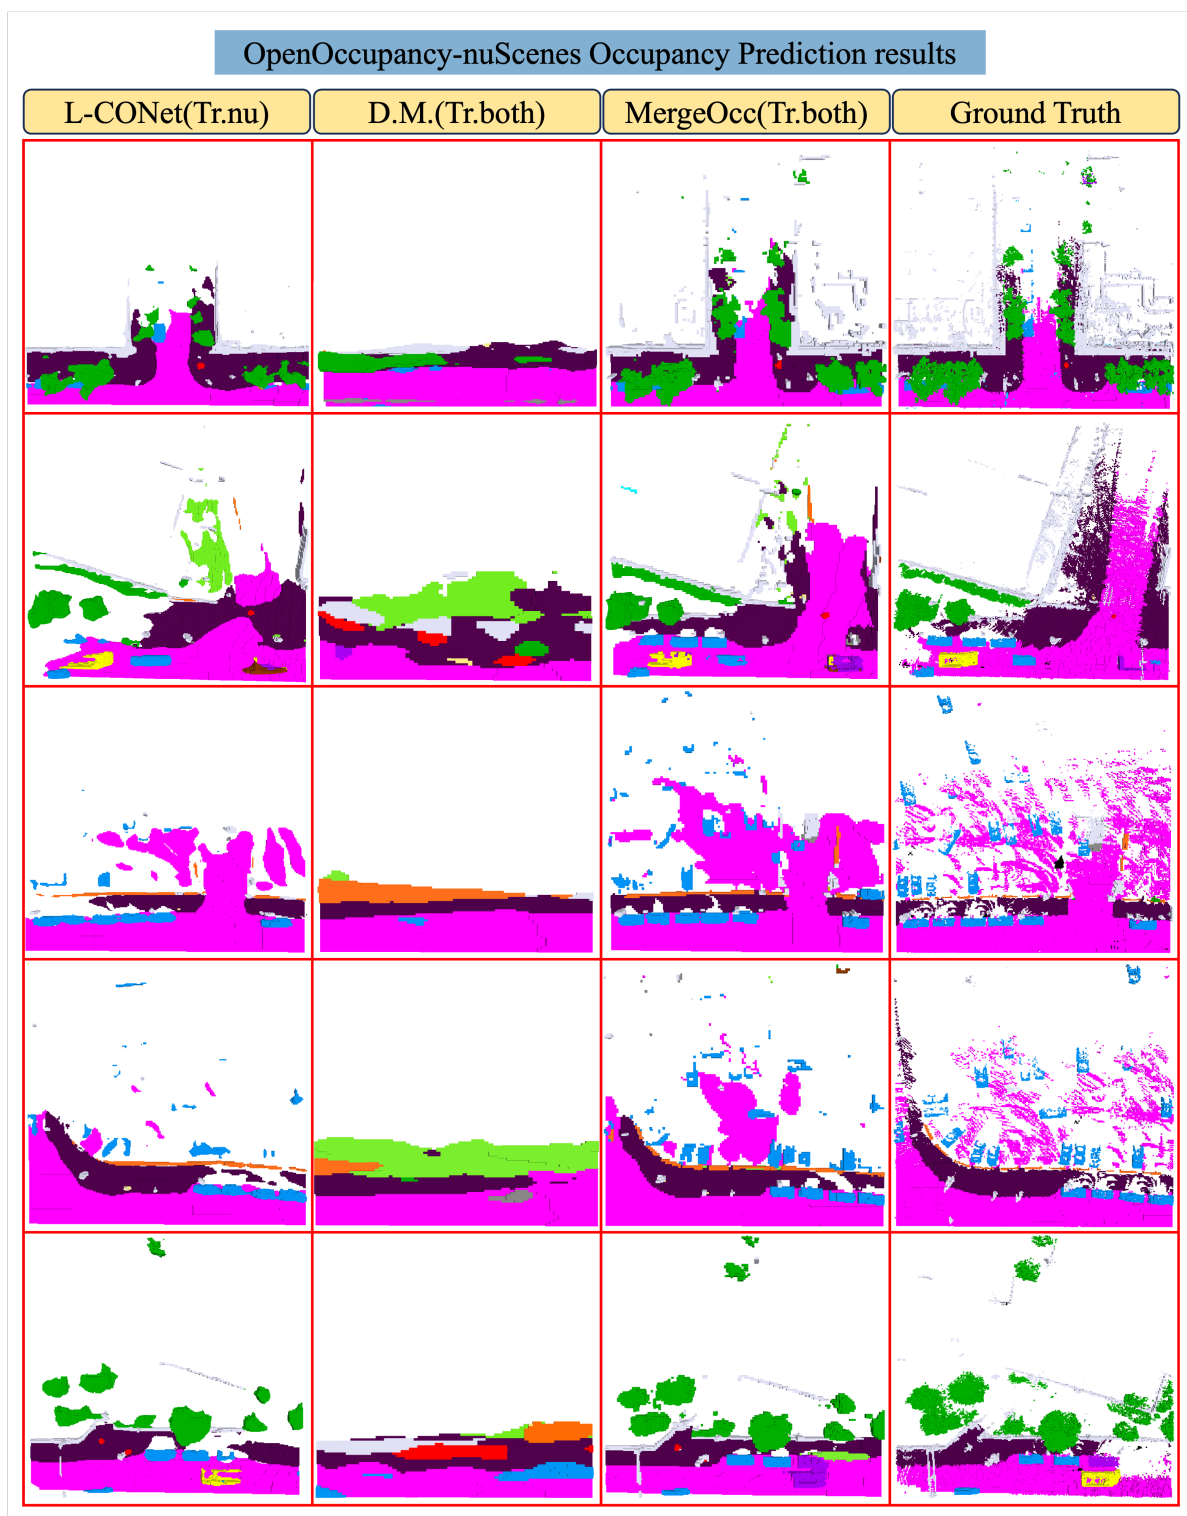 OpenOccupancy-nuScenes Occupancy Prediction results
L-CONet(Tr.nu)
D.M.(Tr.both)
MergeOcc(Tr.both)
Ground Truth